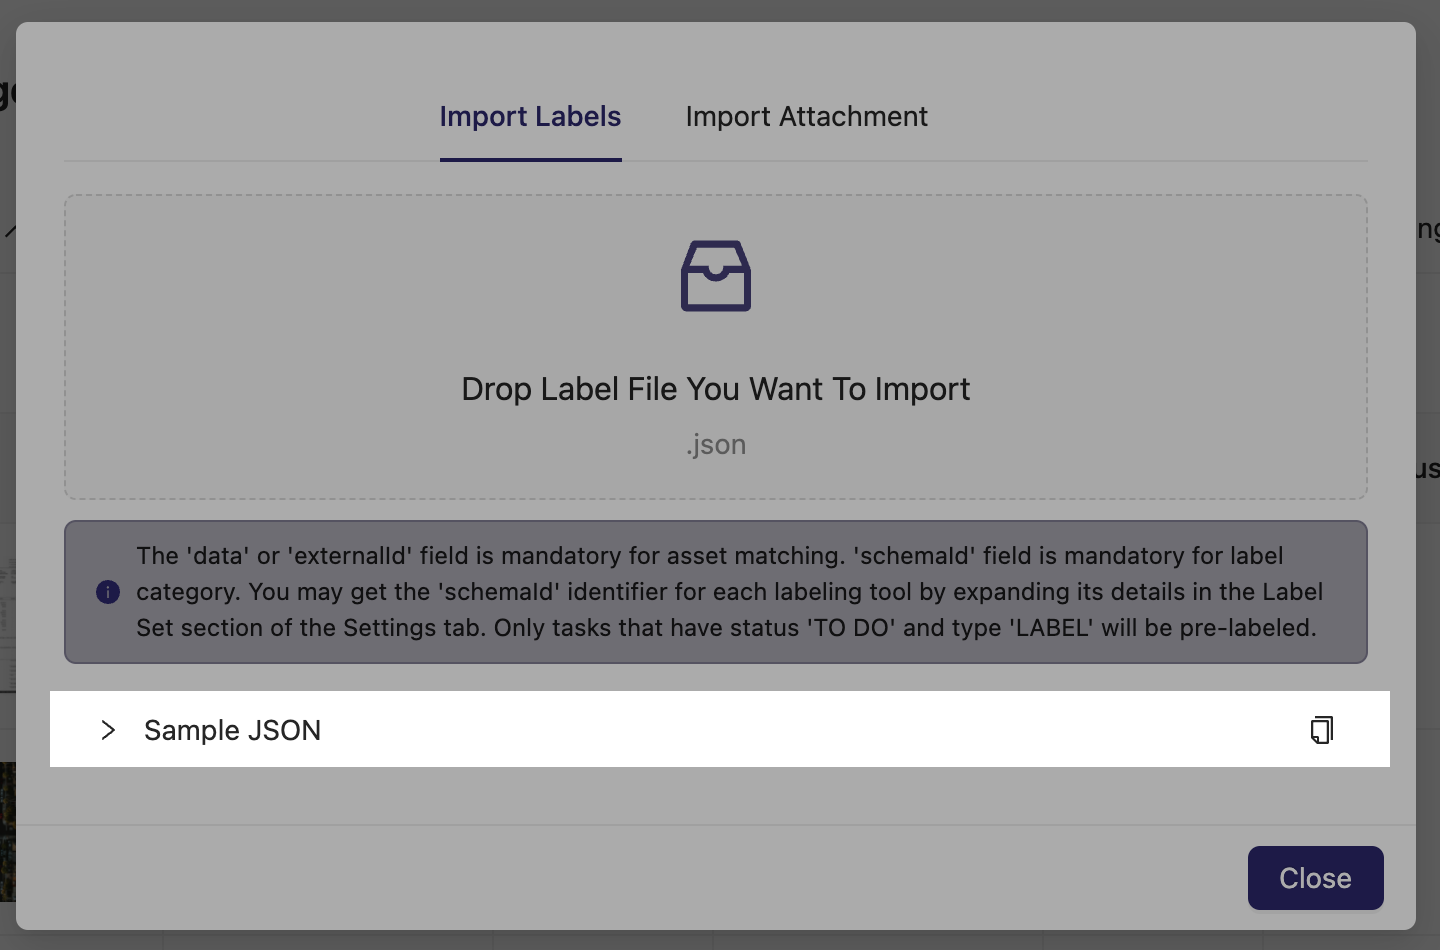 Import Labels
Import Attachment
Drop Label File You Want To Import
.json
The 'data' or 'externalId' field is mandatory for asset matching. 'schemaId' field is mandatory for label
category. You may get the 'schemaId' identifier for each labeling tool by expanding its details in the Label
Set section of the Settings tab. Only tasks that have status 'TO DO' and type 'LABEL' will be pre-labeled.
Sample JSON
Close